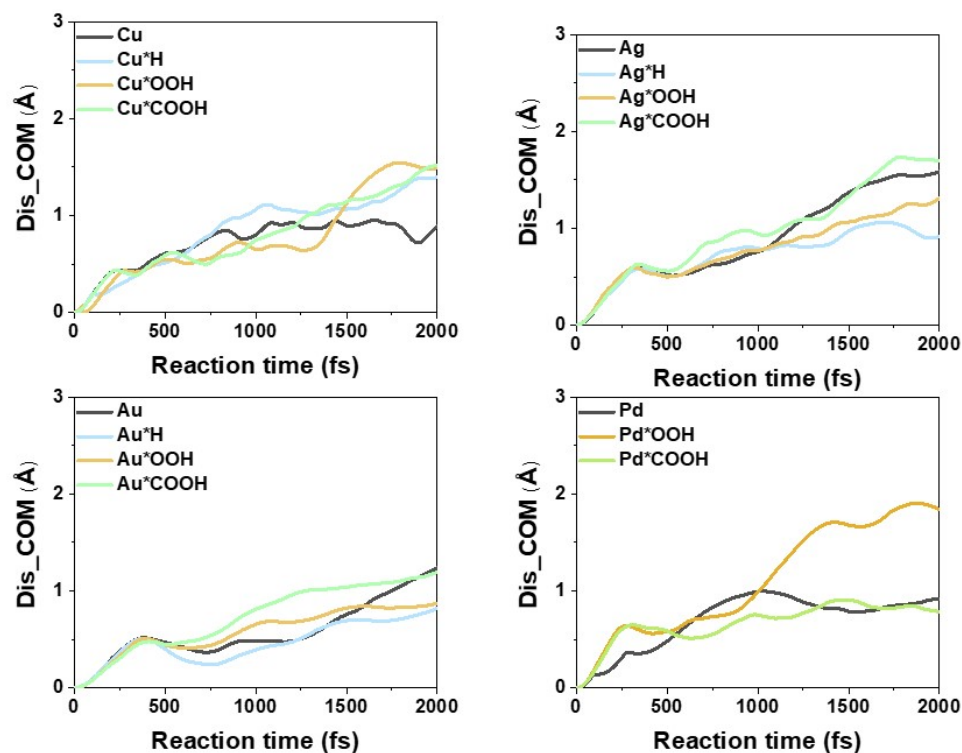 3
2
1
0
Dis_COM (Å)
Cu
Cu*H
Cu*OOH
Cu*COOH
0 500 1000 1500 2000
Reaction time (fs)
3
2
1
0
Dis_COM (Å)
Ag
Ag*H
Ag*OOH
Ag*COOH
0 500 1000 1500 2000
Reaction time (fs)
3
2
1
0
Dis_COM (Å)
Au
Au*H
Au*OOH
Au*COOH
0 500 1000 1500 2000
Reaction time (fs)
3
2
1
0
Dis_COM (Å)
Pd
Pd*OOH
Pd*COOH
0 500 1000 1500 2000
Reaction time (fs)